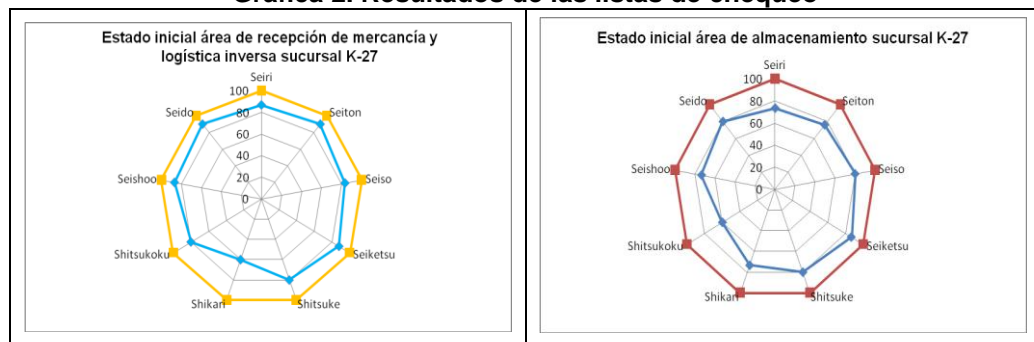 Gráfica 2. Resultados de las listas de chequeo
Estado inicial área de recepción de mercancía y
logística inversa sucursal K-27
Seiri
Seiton
Seiso
Seiketsu
Shitsuke
Shikari
Shitsukoku
Seishoo
Seido
100
80
60
40
20
0
Estado inicial área de almacenamiento sucursal K-27
Seiri
Seiton
Seiso
Seiketsu
Shitsuke
Shikari
Shitsukoku
Seishoo
Seido
100
80
60
40
20
0